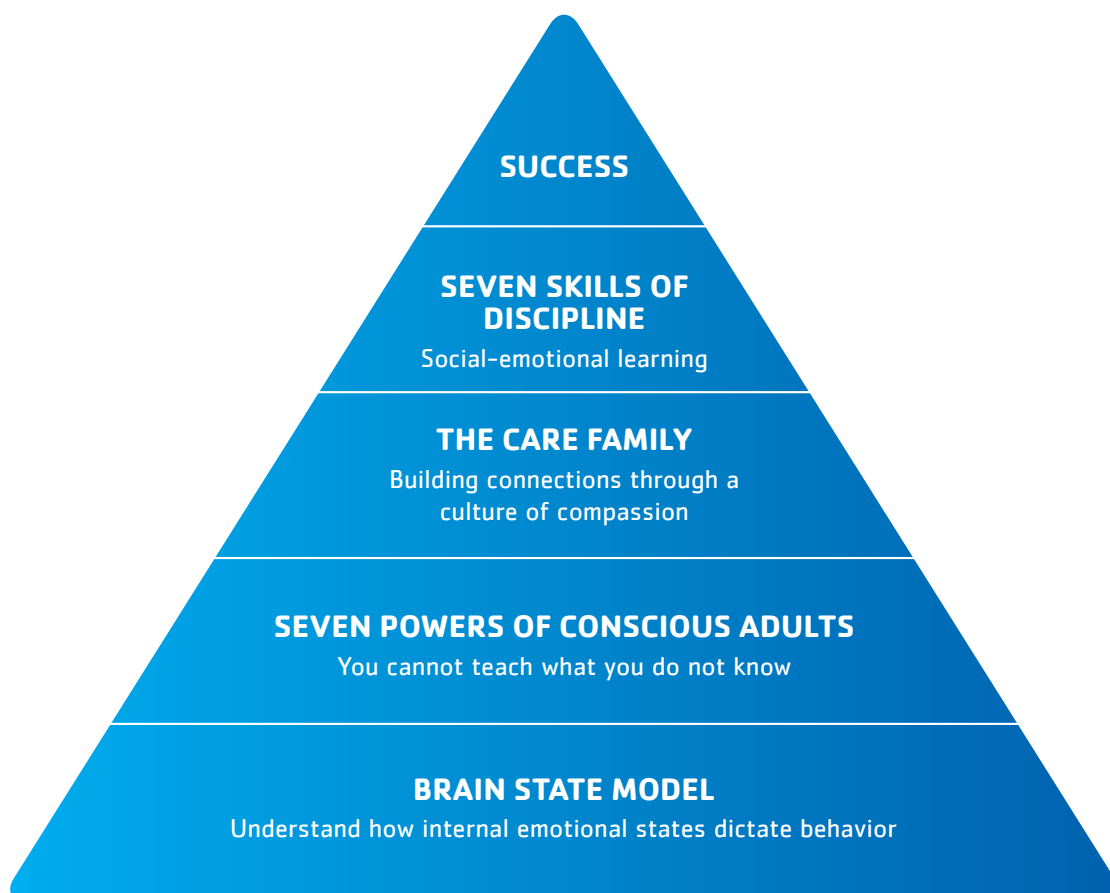 SUCCESS
SEVEN SKILLS OF
DISCIPLINE
Social-emotional learning
THE CARE FAMILY
Building connections through a
culture of compassion
SEVEN POWERS OF CONSCIOUS ADULTS
You cannot teach what you do not know
BRAIN STATE MODEL
Understand how internal emotional states dictate behavior